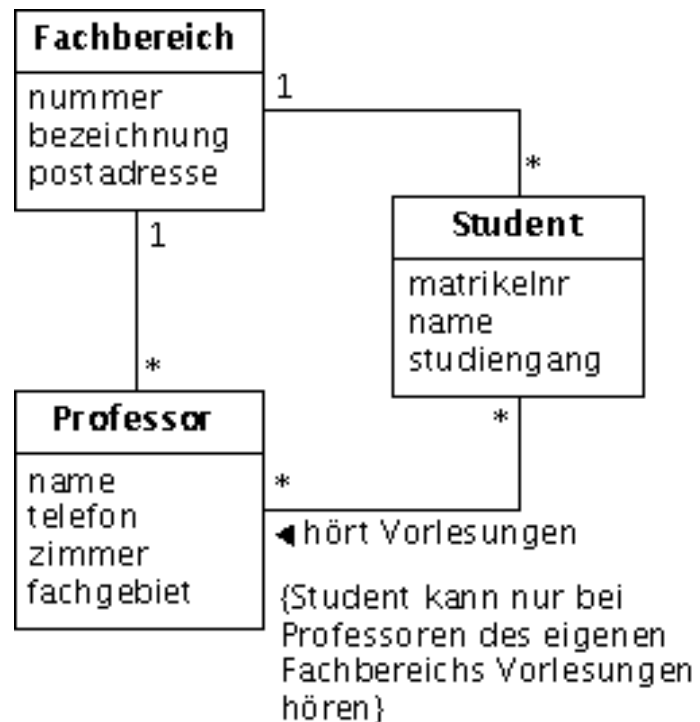 Fachbereich
nummer
bezeichnung
postadresse
1
*
1
Student
matrikelnr
name
studiengang
*
*
Professor
name
telefon
zimmer
fachgebiet
*
◀ hört Vorlesungen
{Student kann nur bei
Professoren des eigenen
Fachbereichs Vorlesungen
hören}